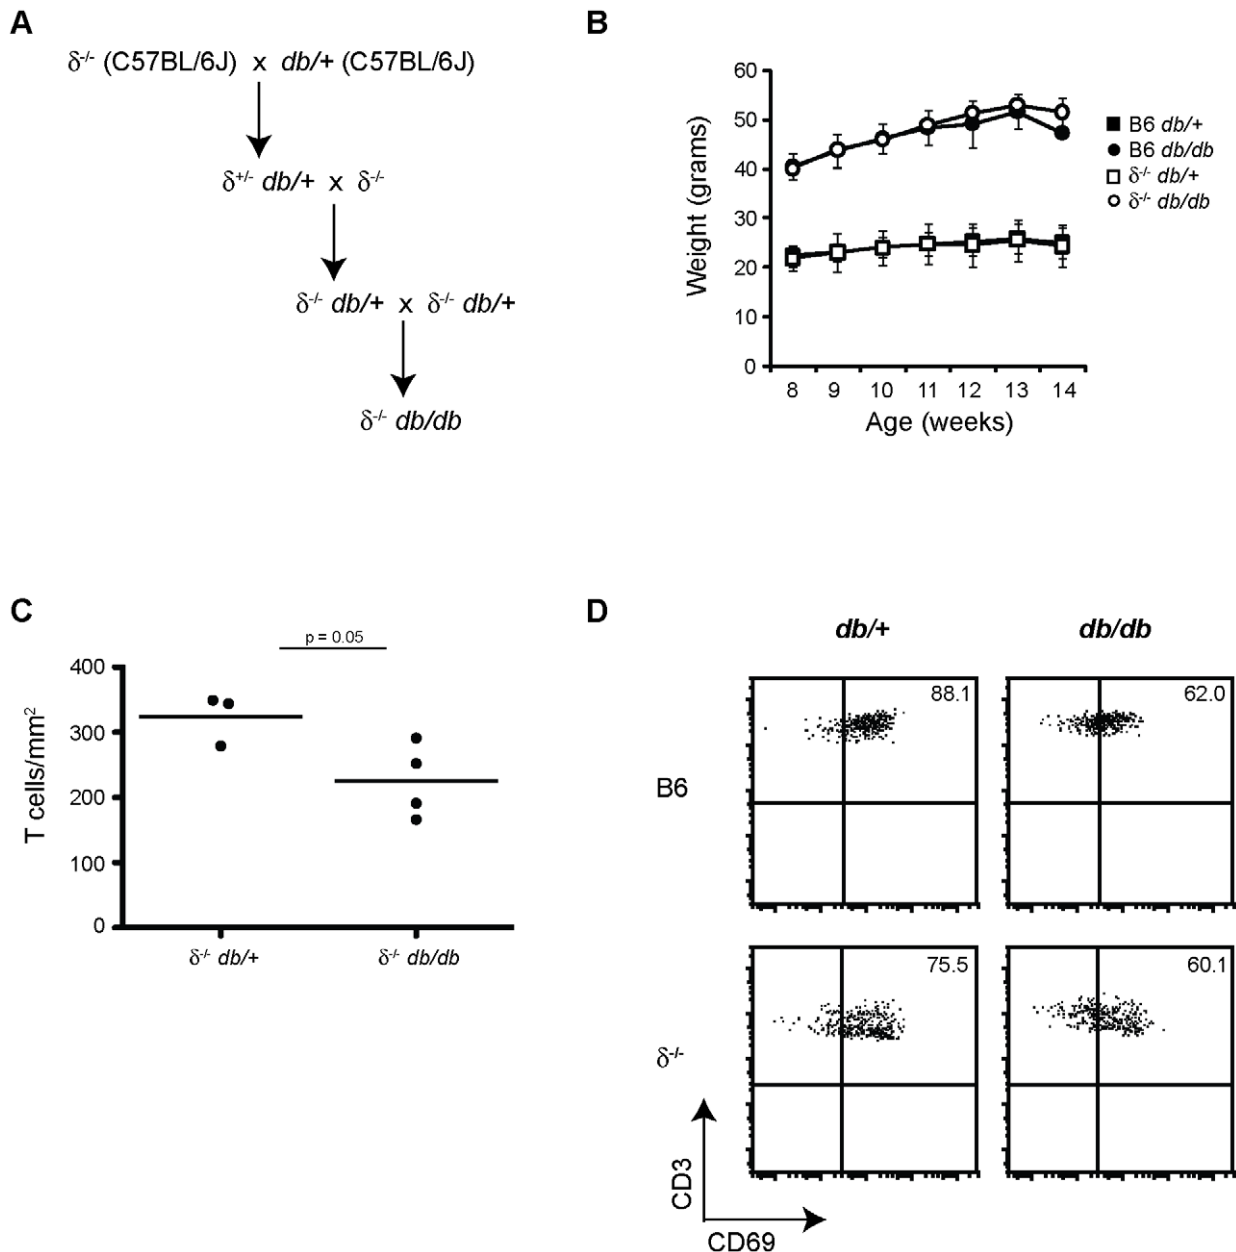 A
δ-/- (C57BL/6J) x db/+ (C57BL/6J)
δ+/- db/+ x δ-/-
δ-/- db/+ x δ-/- db/+
δ-/- db/db
B
60
50
40
30
20
10
0
Weight (grams)
8 9 10 11 12 13 14
Age (weeks)
B6 db/+
B6 db/db
δ-/- db/+
δ-/- db/db
C
p = 0.05
400
300
200
100
0
T cells/mm²
δ-/- db/+ δ-/- db/db
D
db/+ db/db
B6
88.1 62.0
δ-/-
75.5 60.1
CD3
CD69